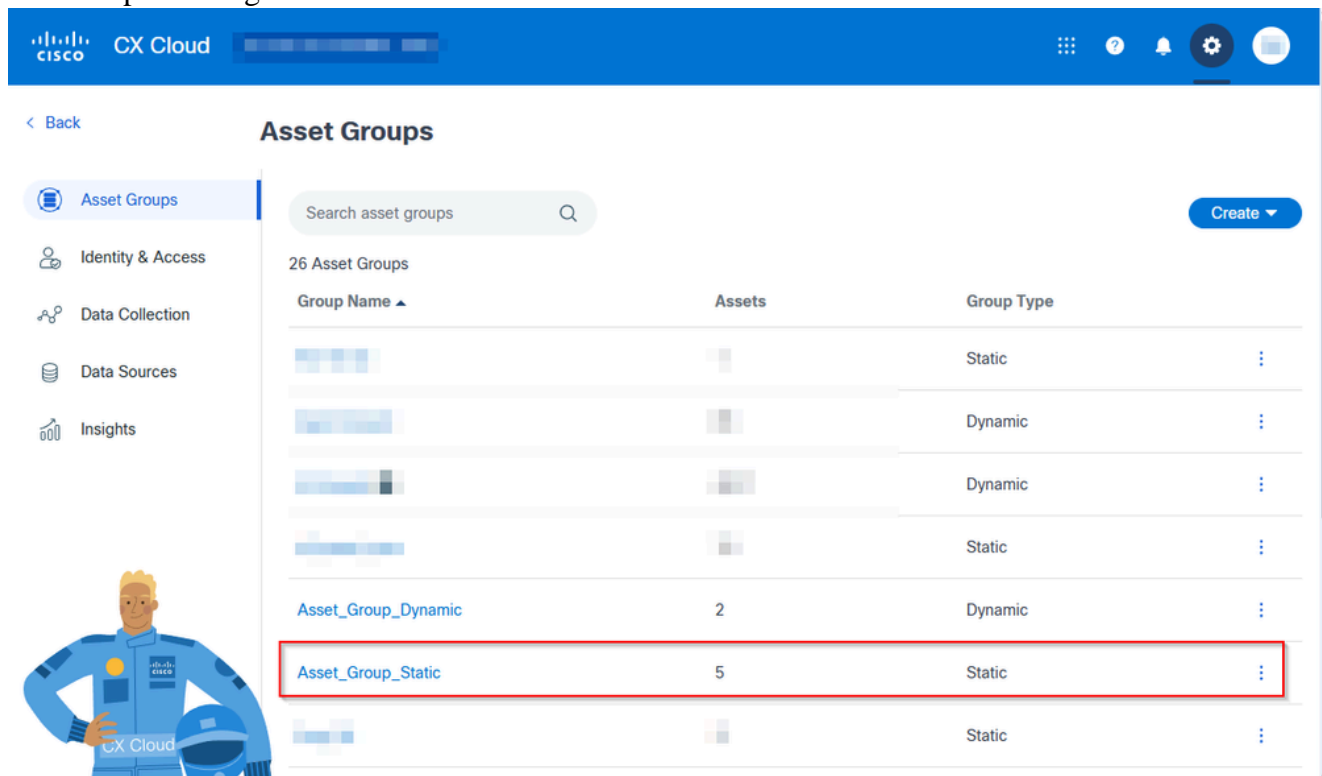 CISCO CX Cloud
< Back
Asset Groups
Asset Groups
Search asset groups
Create
Identity & Access
26 Asset Groups
Group Name Assets Group Type
Data Collection
Static
Data Sources
Dynamic
Insights
Dynamic
Static
Asset_Group_Dynamic 2 Dynamic
Asset_Group_Static 5 Static
CISCO
Static
CX Cloud